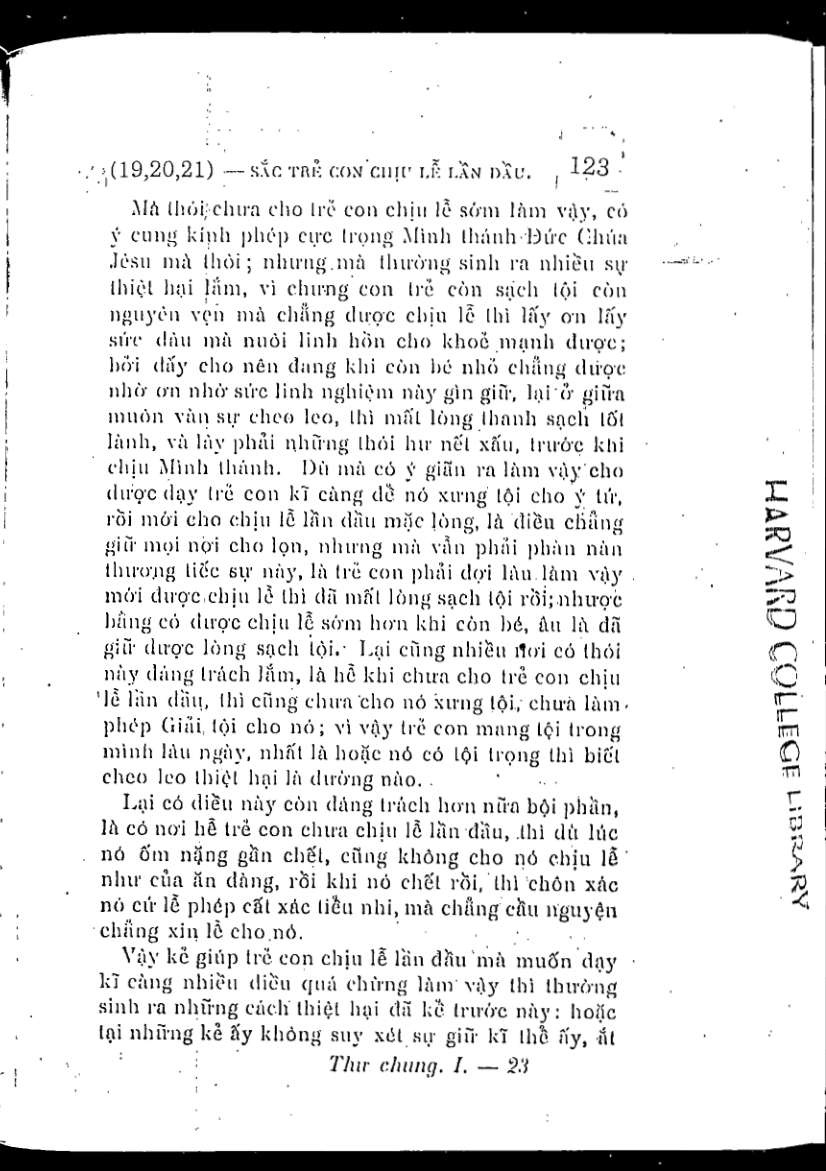 (19,20,21) — SẮC TRẺ CON CHỊU LỄ LẦN DẦU. 123
Mà thói chưa cho trẻ con chịu lễ sớm làm vậy, có
ý cung kính phép cực trọng Mình thánh Đức Chúa
Jêsu mà thôi; nhưng mà thường sinh ra nhiều sự
thiệt hại lắm, vì chưng con trẻ còn sạch tội còn
nguyên vẹn mà chẳng được chịu lễ thì lấy ơn lấy
sức dâu mà nuôi linh hồn cho khoẻ mạnh được;
bởi dấy cho nên đang khi còn bé nhỏ chẳng được
nhờ ơn nhờ sức linh nghiệm này gìn giữ, lại ở giữa
muôn vàn sự cheo leo, thì mất lòng thanh sạch tốt
lành, và lây phải những thói hư nết xấu, trước khi
chịu Mình thánh. Dù mà có ý giãn ra làm vậy cho
được dạy trẻ con kĩ càng dể nó xưng tội cho ý tứ,
rồi mới cho chịu lễ lần dầu mặc lòng, là điều chẳng
giữ mọi nơi cho lọn, nhưng mà vẫn phải phàn nàn
thương tiếc sự này, là trẻ con phải đợi lâu làm vậy
mới được chịu lễ thì dã mất lòng sạch tội rồi; nhược
bằng có được chịu lễ sớm hơn khi còn bé, âu là đã
giữ được lòng sạch tội. Lại cũng nhiều nơi có thói
này dáng trách lắm, là hễ khi chưa cho trẻ con chịu
lễ lần dầu, thì cũng chưa cho nó xưng tội, chưa làm
phép Giải tội cho nó; vì vậy trẻ con mang tội trong
mình lâu ngày, nhất là hoặc nó có tội trọng thì biết
cheo leo thiệt hại là dường nào.
Lại có diều này còn dáng trách hơn nữa bội phần,
là có nơi hễ trẻ con chưa chịu lễ lần đầu, thì dù lúc
nó ốm nặng gần chết, cũng không cho nó chịu lễ
như của ăn dàng, rồi khi nó chết rồi, thì chôn xác
nó cứ lễ phép cất xác tiểu nhi, mà chẳng cầu nguyện
chẳng xin lễ cho nó.
Vậy kẻ giúp trẻ con chịu lễ lần đầu mà muốn dạy
kĩ càng nhiều diều quá chừng làm vậy thì thường
sinh ra những cách thiệt hại đã kể trước này: hoặc
tại những kẻ ấy không suy xét sự giữ kĩ thể ấy, ắt
Thư chung. I. — 23
HARVARD COLLEGE LIBRARY